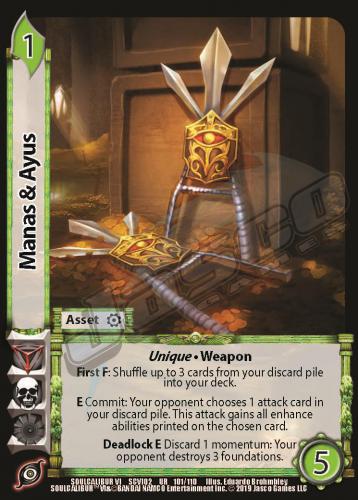 1
Manas & Ayus
JASCO
GAMES
Asset
Unique • Weapon
First F: Shuffle up to 3 cards from your discard pile
into your deck.
E Commit: Your opponent chooses 1 attack card in
your discard pile. This attack gains all enhance
abilities printed on the chosen card.
Deadlock E Discard 1 momentum: Your
opponent destroys 3 foundations.
5
SOULCALIBUR VI SCVI02 UR 101/110 Illus. Eduardo Brolumbley
SOULCALIBUR™ VI&© BANDAI NAMCO Entertainment Inc. © 2019 Jasco Games LLC